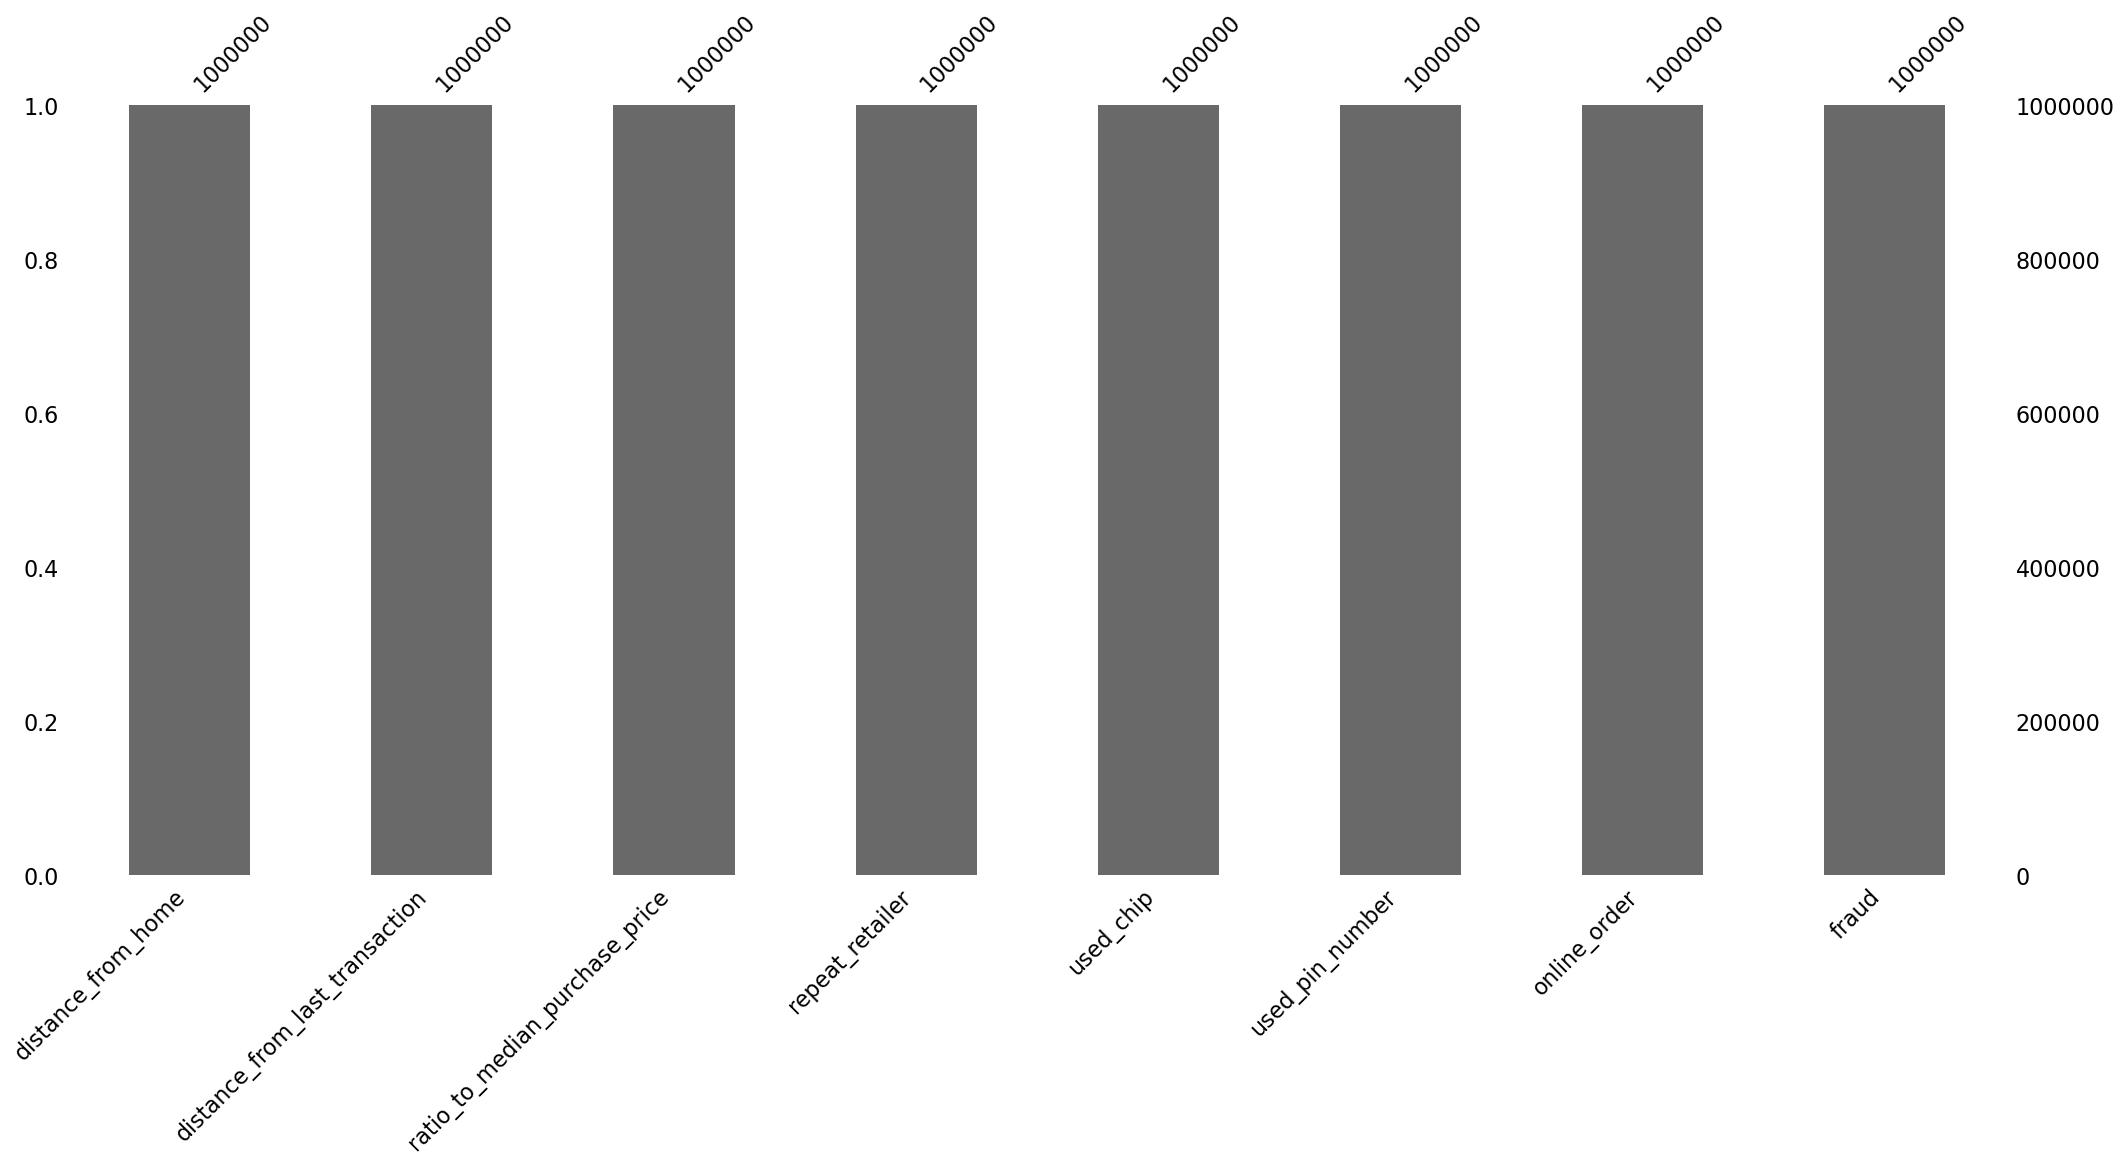 1000000 1000000 1000000 1000000 1000000 1000000 1000000 1000000
1.0 1000000
0.8 800000
0.6 600000
0.4 400000
0.2 200000
0.0 0
distance_from_home
distance_from_last_transaction
ratio_to_median_purchase_price
repeat_retailer
used_chip
used_pin_number
online_order
fraud